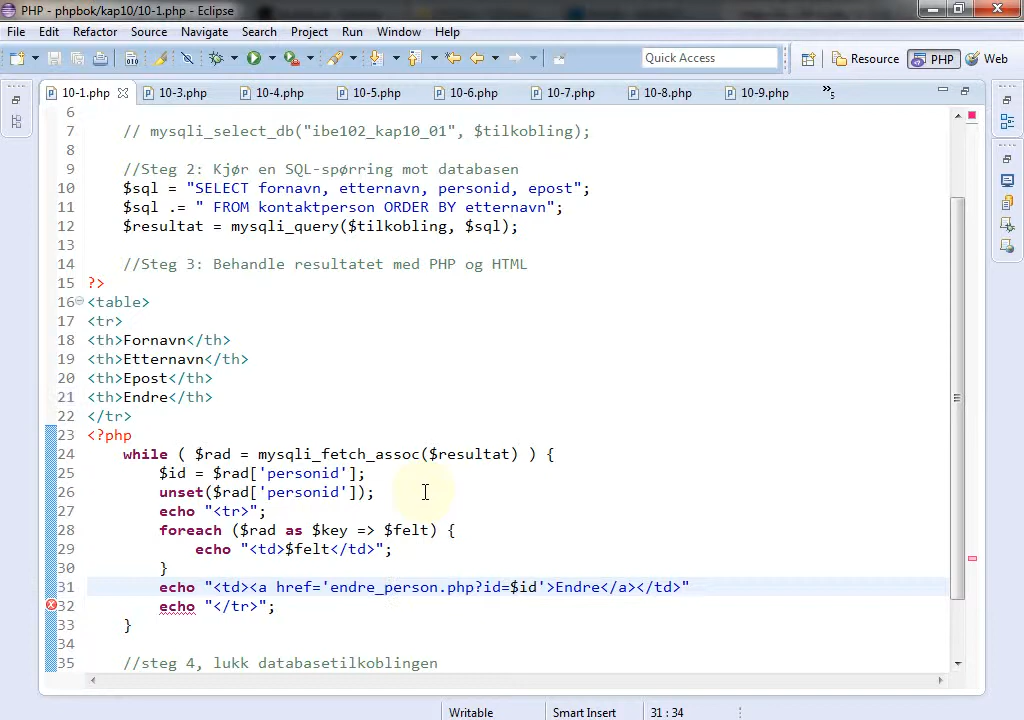 PHP - phpbok/kap10/10-1.php - Eclipse
File Edit Refactor Source Navigate Search Project Run Window Help
Quick Access Resource PHP Web
10-1.php 10-3.php 10-4.php 10-5.php 10-6.php 10-7.php 10-8.php 10-9.php »5
6
7 // mysqli_select_db("ibe102_kap10_01", $tilkobling);
8
9 //Steg 2: Kjør en SQL-spørring mot databasen
10 $sql = "SELECT fornavn, etternavn, personid, epost";
11 $sql .= " FROM kontaktperson ORDER BY etternavn";
12 $resultat = mysqli_query($tilkobling, $sql);
13
14 //Steg 3: Behandle resultatet med PHP og HTML
15 ?>
16 <table>
17 <tr>
18 <th>Fornavn</th>
19 <th>Etternavn</th>
20 <th>Epost</th>
21 <th>Endre</th>
22 </tr>
23 <?php
24 while ( $rad = mysqli_fetch_assoc($resultat) ) {
25 $id = $rad['personid'];
26 unset($rad['personid']);
27 echo "<tr>";
28 foreach ($rad as $key => $felt) {
29 echo "<td>$felt</td>";
30 }
31 echo "<td><a href='endre_person.php?id=$id'>Endre</a></td>"
32 echo "</tr>";
33 }
34
35 //steg 4, lukk databasetilkoblingen
Writable Smart Insert 31 : 34